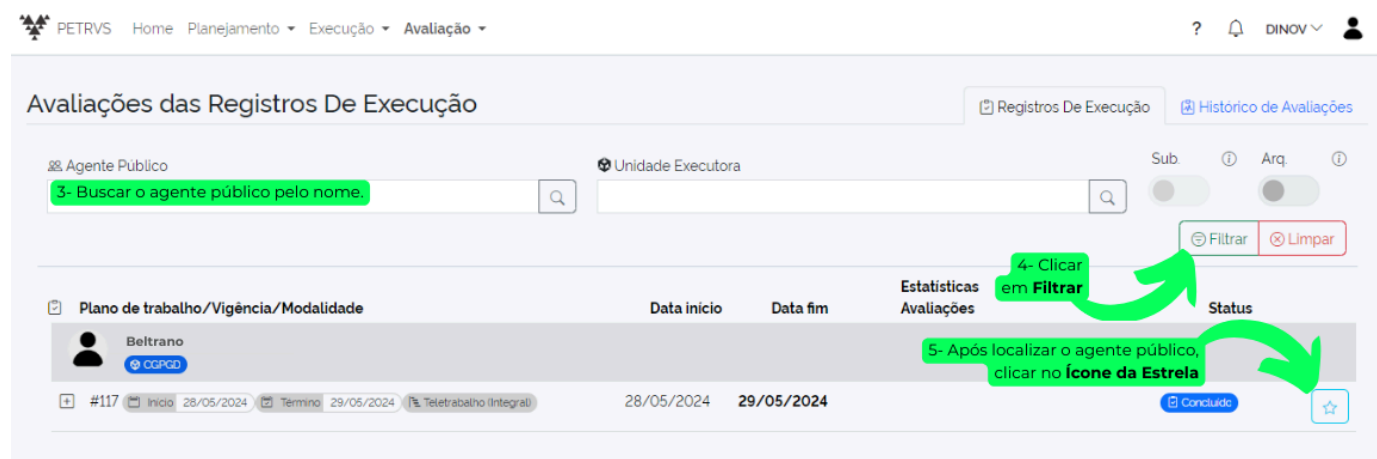 PETRVS Home Planejamento Execução Avaliação ? DINOV
Avaliações das Registros De Execução
Registros De Execução Histórico de Avaliações
Agente Público Unidade Executora Sub. Arq.
3- Buscar o agente público pelo nome.
Filtrar Limpar
4- Clicar
em Filtrar
Plano de trabalho/Vigência/Modalidade Data início Data fim Estatísticas
Avaliações Status
Beltrano
CGPGD
5- Após localizar o agente público,
clicar no Ícone da Estrela
#117 Início 28/05/2024 Término 29/05/2024 Teletrabalho (Integral) 28/05/2024 29/05/2024 Concluído